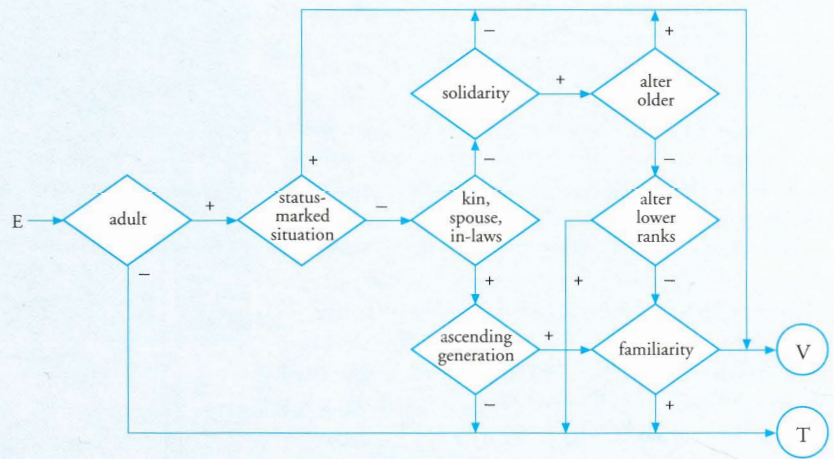 −
+
solidarity
+
alter
older
+
−
−
E
adult
+
status-
marked
situation
−
kin,
spouse,
in-laws
alter
lower
ranks
−
+
+
−
ascending
generation
+
familiarity
V
−
+
T